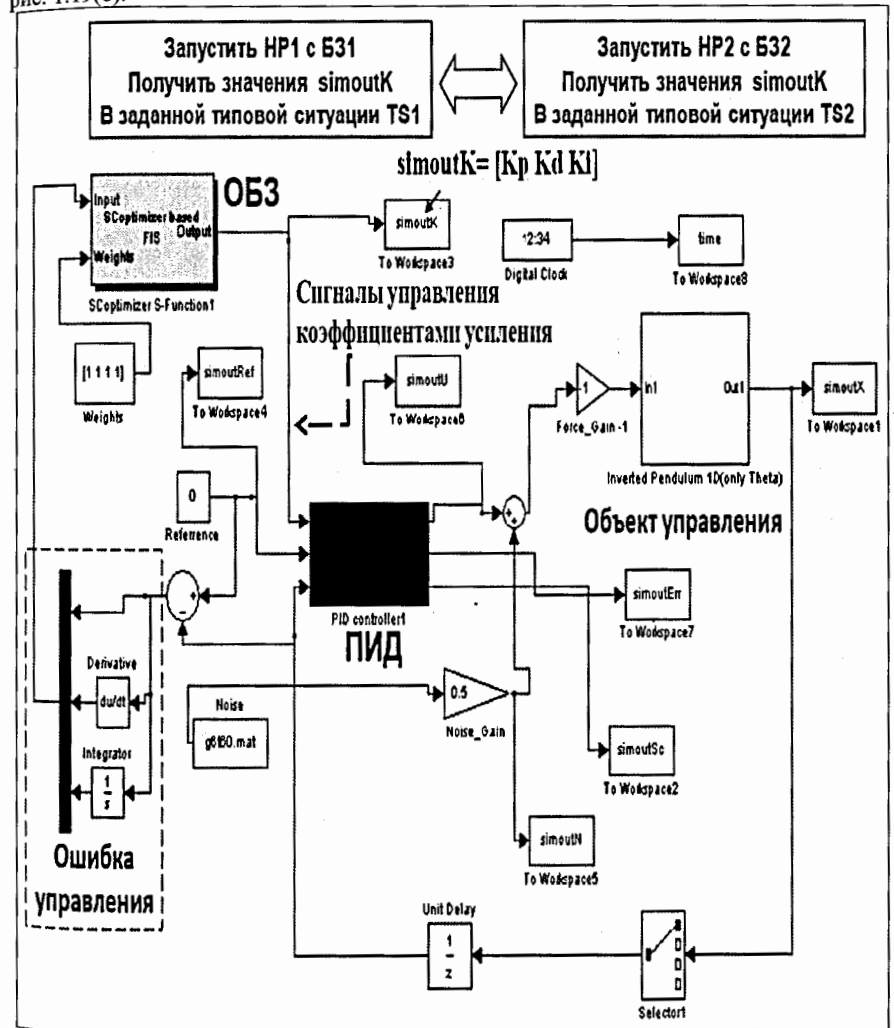 рис. 1.19(б).
Запустить НР1 с БЗ1
Получить значения simoutK
В заданной типовой ситуации TS1
Запустить НР2 с БЗ2
Получить значения simoutK
В заданной типовой ситуации TS2
simoutK= [Kp Kd Ki]
ОБЗ
Input
SCoptimizer based
FIS
Output
Weights
SCoptimizer S-Function1
simoutK
To Workspace3
12:34
Digital Clock
time
To Workspace8
Сигналы управления
коэффициентами усиления
[1 1 1 1]
Weights
simoutRef
To Workspace4
simoutU
To Workspace6
-1
Force_Gain -1
In1
Out1
Inverted Pendulum 1D(only Theta)
simoutX
To Workspace1
Объект управления
0
Referrence
+
-
+
+
PID controller1
ПИД
simoutErr
To Workspace7
Derivative
du/dt
Noise
g6160.mat
0.5
Noise_Gain
Integrator
1
s
simoutSc
To Workspace2
Ошибка
управления
simoutN
To Workspace5
Unit Delay
1
z
Selector1